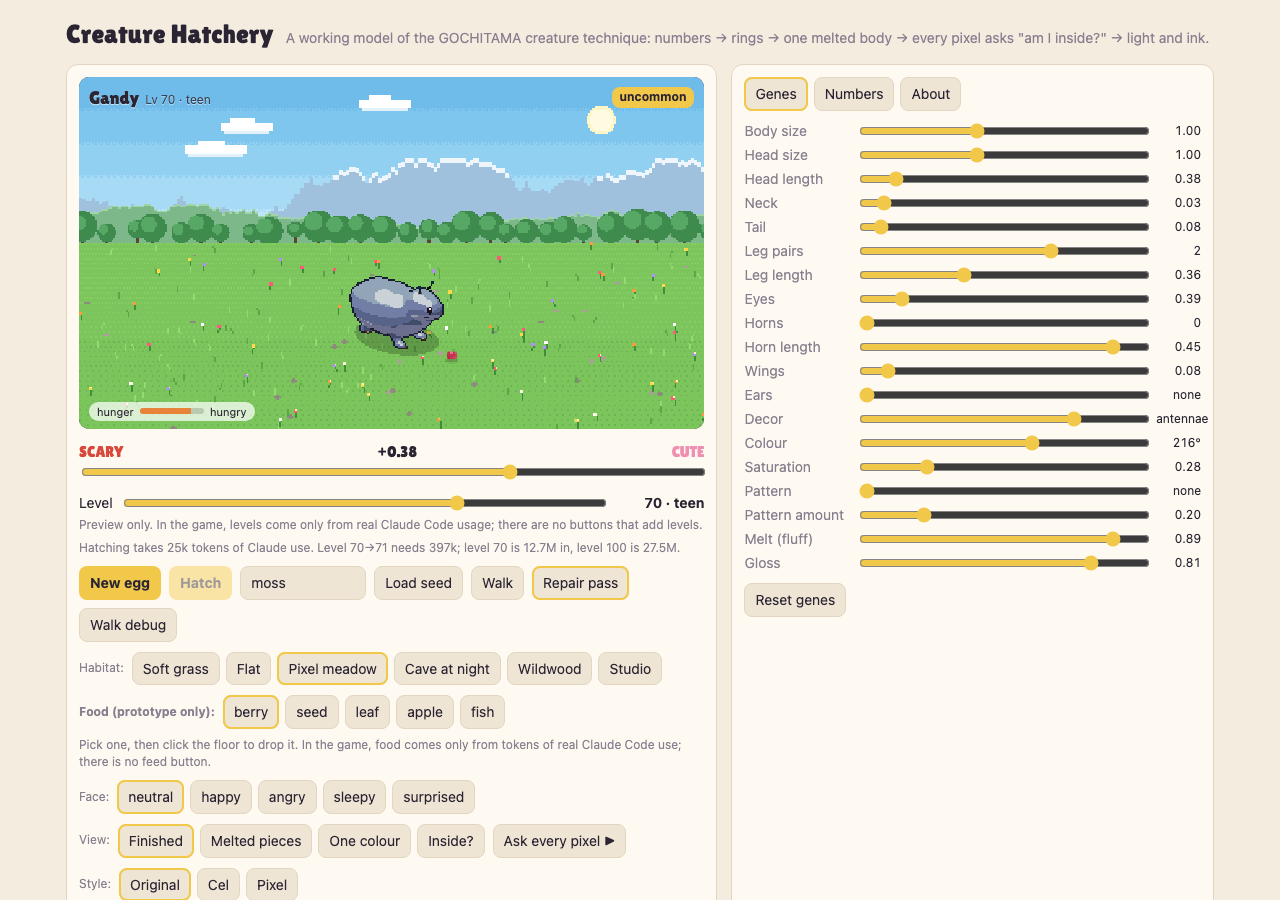 Creature Hatchery
A working model of the GOCHITAMA creature technique: numbers → rings → one melted body → every pixel asks "am I inside?" → light and ink.
Gandy Lv 70 · teen
uncommon
hunger hungry
SCARY +0.38 CUTE
Level 70 · teen
Preview only. In the game, levels come only from real Claude Code usage; there are no buttons that add levels.
Hatching takes 25k tokens of Claude use. Level 70→71 needs 397k; level 70 is 12.7M in, level 100 is 27.5M.
New egg Hatch moss Load seed Walk Repair pass
Walk debug
Habitat: Soft grass Flat Pixel meadow Cave at night Wildwood Studio
Food (prototype only): berry seed leaf apple fish
Pick one, then click the floor to drop it. In the game, food comes only from tokens of real Claude Code use;
there is no feed button.
Face: neutral happy angry sleepy surprised
View: Finished Melted pieces One colour Inside? Ask every pixel ▶
Style: Original Cel Pixel
Genes Numbers About
Body size 1.00
Head size 1.00
Head length 0.38
Neck 0.03
Tail 0.08
Leg pairs 2
Leg length 0.36
Eyes 0.39
Horns 0
Horn length 0.45
Wings 0.08
Ears none
Decor antennae
Colour 216°
Saturation 0.28
Pattern none
Pattern amount 0.20
Melt (fluff) 0.89
Gloss 0.81
Reset genes